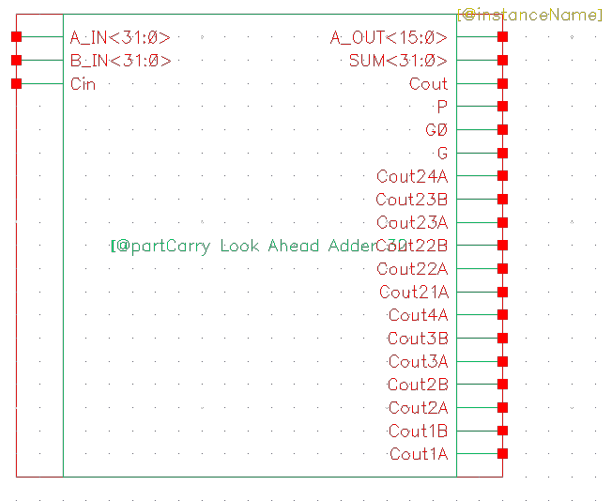 [@instanceName]
A_IN<31:0> A_OUT<15:0>
B_IN<31:0> SUM<31:0>
Cin Cout
P
G0
G
Cout24A
Cout23B
Cout23A
[@partCarry Look Ahead Adder 32 Cout22B
Cout22A
Cout21A
Cout4A
Cout3B
Cout3A
Cout2B
Cout2A
Cout1B
Cout1A